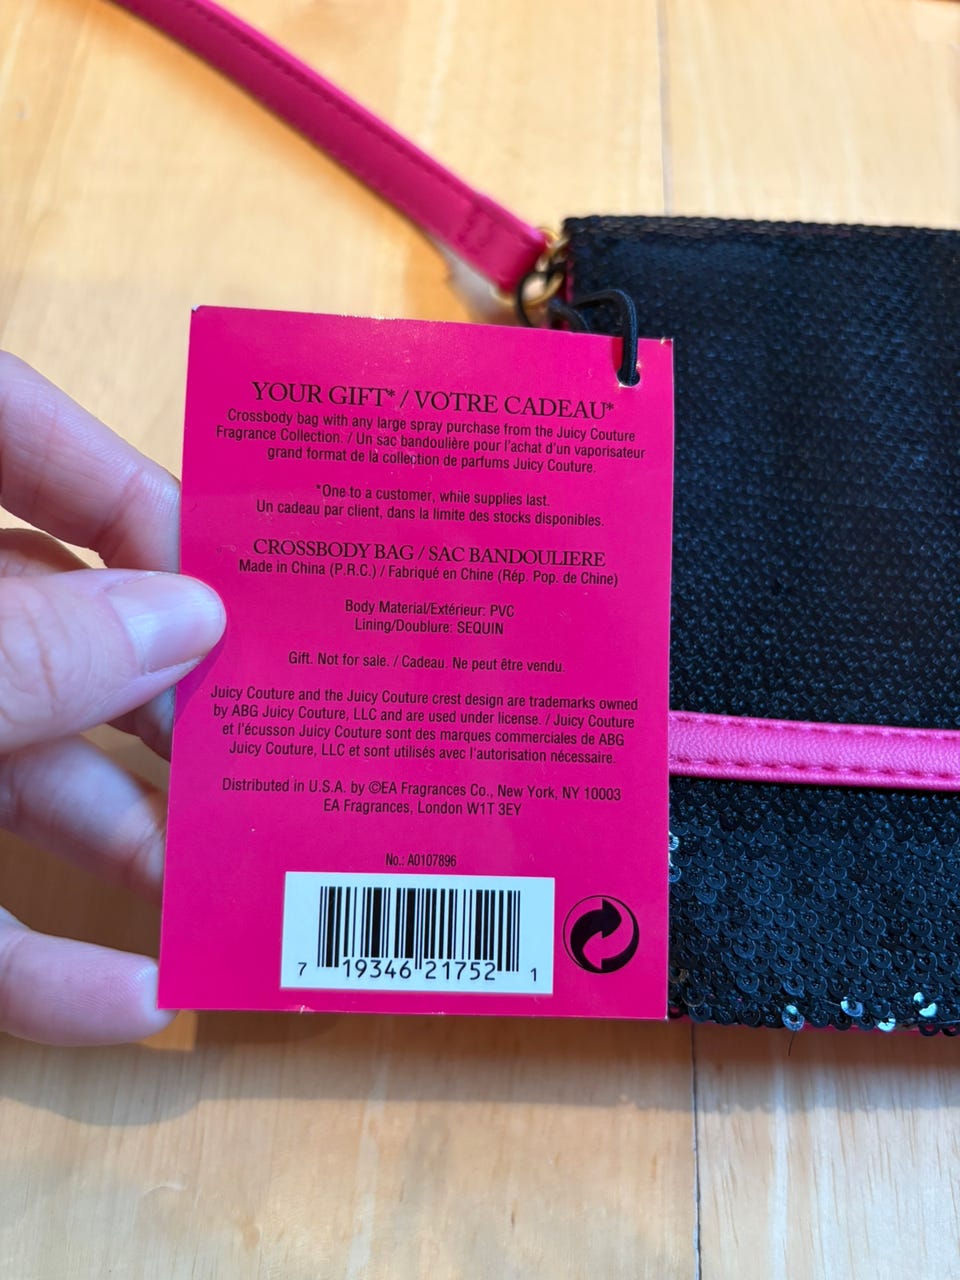 YOUR GIFT* / VOTRE CADEAU*
Crossbody bag with any large spray purchase from the Juicy Couture
Fragrance Collection. / Un sac bandoulière pour l'achat d'un vaporisateur
grand format de la collection de parfums Juicy Couture.
*One to a customer, while supplies last.
Un cadeau par client, dans la limite des stocks disponibles.
CROSSBODY BAG / SAC BANDOULIERE
Made in China (P.R.C.) / Fabriqué en Chine (Rép. Pop. de Chine)
Body Material/Extérieur: PVC
Lining/Doublure: SEQUIN
Gift. Not for sale. / Cadeau. Ne peut être vendu.
Juicy Couture and the Juicy Couture crest design are trademarks owned
by ABG Juicy Couture, LLC and are used under license. / Juicy Couture
et l'écusson Juicy Couture sont des marques commerciales de ABG
Juicy Couture, LLC et sont utilisés avec l'autorisation nécessaire.
Distributed in U.S.A. by ©EA Fragrances Co., New York, NY 10003
EA Fragrances, London W1T 3EY
No.: A0107896
7 19346 21752 1